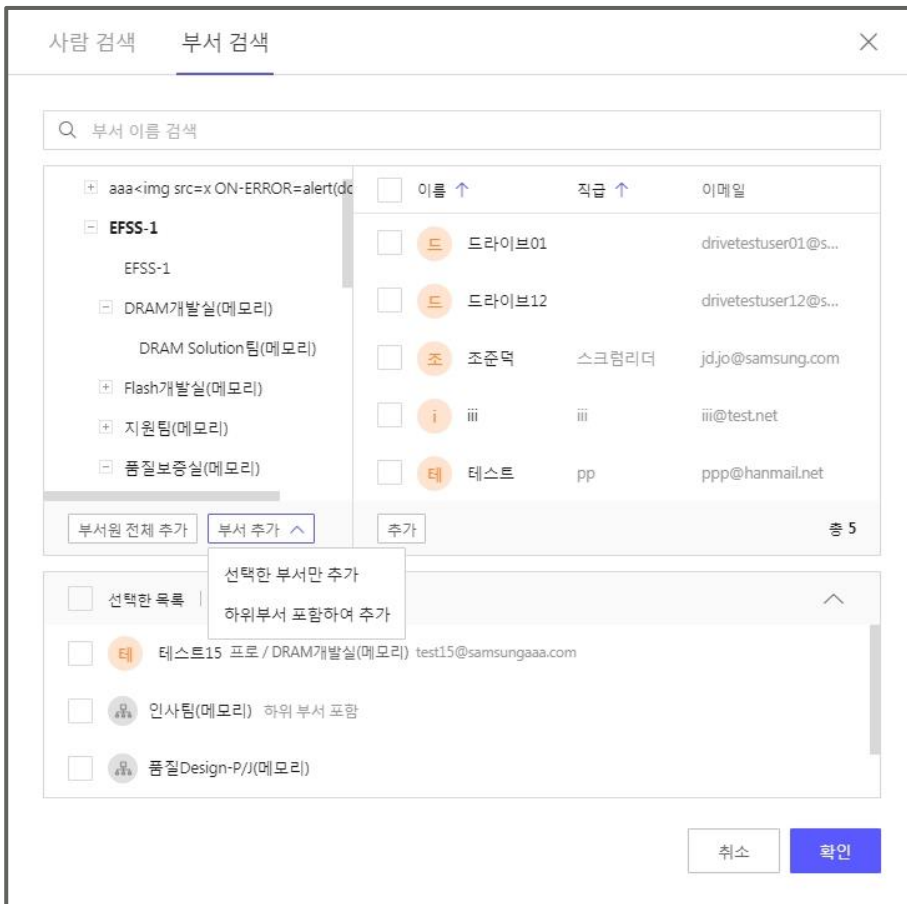 사람 검색 부서 검색
부서 이름 검색
aaa<img src=x ON-ERROR=alert(dc
EFSS-1
EFSS-1
DRAM개발실(메모리)
DRAM Solution팀(메모리)
Flash개발실(메모리)
지원팀(메모리)
품질보증실(메모리)
부서원 전체 추가 부서 추가
선택한 부서만 추가
하위부서 포함하여 추가
이름 직급 이메일
드 드라이브01 drivetestuser01@s...
드 드라이브12 drivetestuser12@s...
조 조준덕 스크럼리더 jd.jo@samsung.com
i iii iii iii@test.net
테 테스트 pp ppp@hanmail.net
추가 총 5
선택한 목록
테 테스트15 프로 / DRAM개발실(메모리) test15@samsungaaa.com
인사팀(메모리) 하위 부서 포함
품질Design-P/J(메모리)
취소 확인